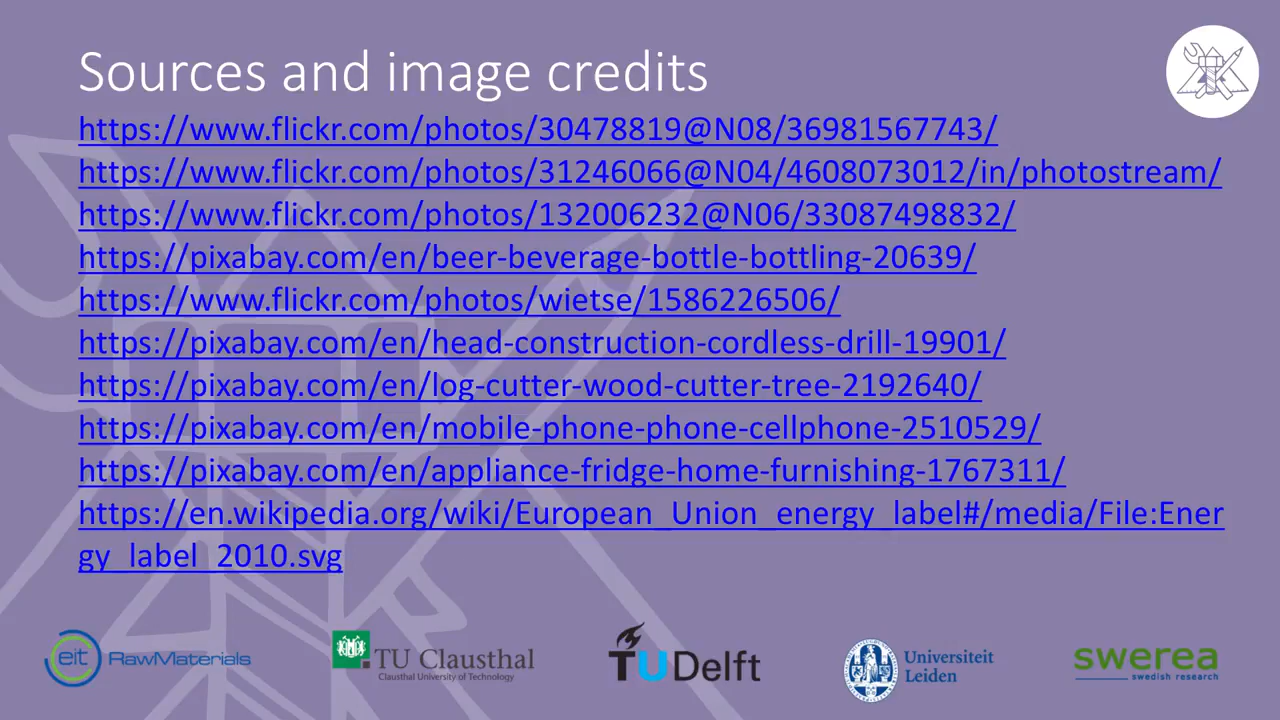 Sources and image credits
https://www.flickr.com/photos/30478819@N08/36981567743/
https://www.flickr.com/photos/31246066@N04/4608073012/in/photostream/
https://www.flickr.com/photos/132006232@N06/33087498832/
https://pixabay.com/en/beer-beverage-bottle-bottling-20639/
https://www.flickr.com/photos/wietse/1586226506/
https://pixabay.com/en/head-construction-cordless-drill-19901/
https://pixabay.com/en/log-cutter-wood-cutter-tree-2192640/
https://pixabay.com/en/mobile-phone-phone-cellphone-2510529/
https://pixabay.com/en/appliance-fridge-home-furnishing-1767311/
https://en.wikipedia.org/wiki/European_Union_energy_label#/media/File:Ener
gy_label_2010.svg
eit RawMaterials
TU Clausthal
Clausthal University of Technology
TU Delft
Universiteit
Leiden
swerea
swedish research